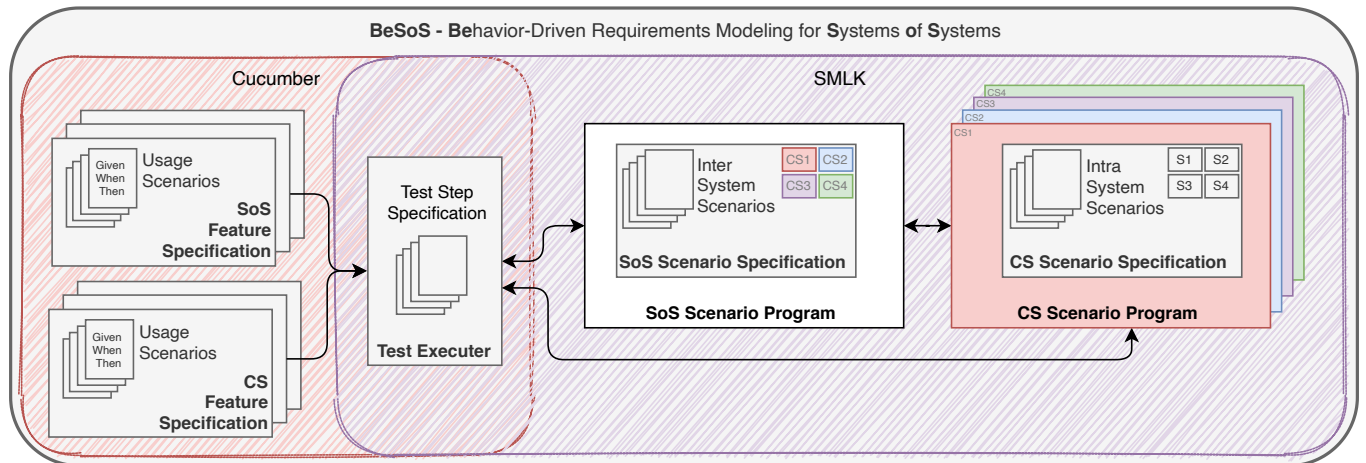 BeSoS - Behavior-Driven Requirements Modeling for Systems of Systems
Cucumber
SMLK
Given
When
Then
Usage
Scenarios
SoS
Feature
Specification
Given
When
Then
Usage
Scenarios
CS
Feature
Specification
Test Step
Specification
Test Executer
Inter
System
Scenarios
CS1 CS2
CS3 CS4
SoS Scenario Specification
SoS Scenario Program
CS4
CS3
CS2
CS1
Intra
System
Scenarios
S1 S2
S3 S4
CS Scenario Specification
CS Scenario Program